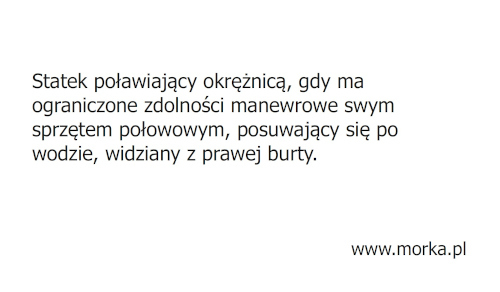 Statek poławiający okrężnicą, gdy ma
ograniczone zdolności manewrowe swym
sprzętem połowowym, posuwający się po
wodzie, widziany z prawej burty.
www.morka.pl